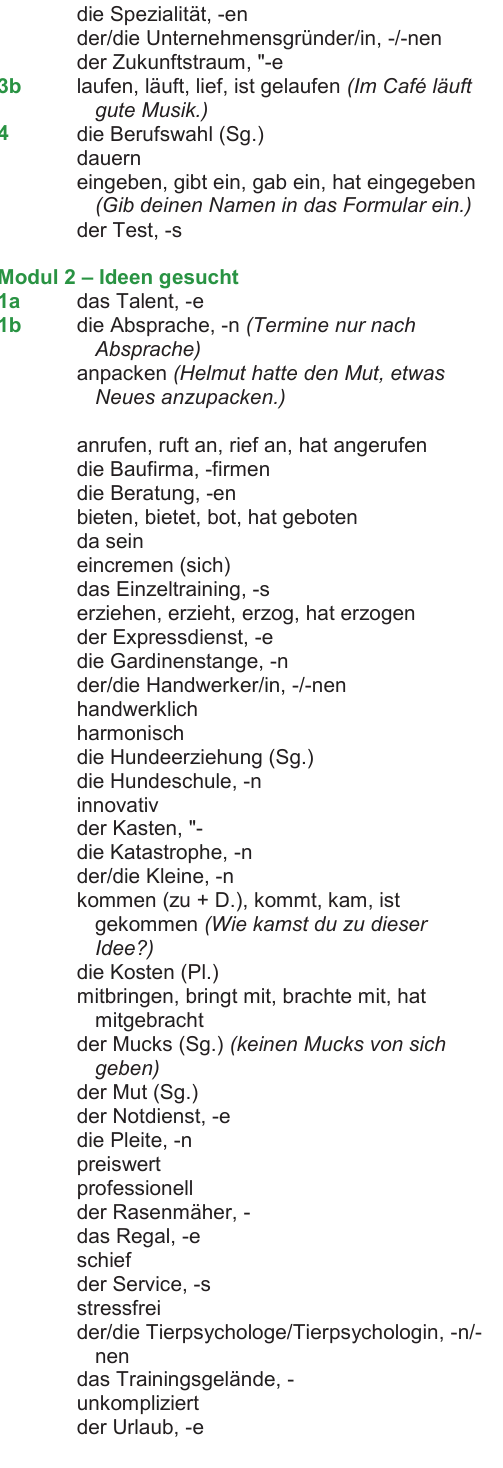 die Spezialität, -en
der/die Unternehmensgründer/in, -/-nen
der Zukunftstraum, "-e
3b laufen, läuft, lief, ist gelaufen (Im Café läuft
gute Musik.)
4 die Berufswahl (Sg.)
dauern
eingeben, gibt ein, gab ein, hat eingegeben
(Gib deinen Namen in das Formular ein.)
der Test, -s
Modul 2 – Ideen gesucht
1a das Talent, -e
1b die Absprache, -n (Termine nur nach
Absprache)
anpacken (Helmut hatte den Mut, etwas
Neues anzupacken.)
anrufen, ruft an, rief an, hat angerufen
die Baufirma, -firmen
die Beratung, -en
bieten, bietet, bot, hat geboten
da sein
eincremen (sich)
das Einzeltraining, -s
erziehen, erzieht, erzog, hat erzogen
der Expressdienst, -e
die Gardinenstange, -n
der/die Handwerker/in, -/-nen
handwerklich
harmonisch
die Hundeerziehung (Sg.)
die Hundeschule, -n
innovativ
der Kasten, "-
die Katastrophe, -n
der/die Kleine, -n
kommen (zu + D.), kommt, kam, ist
gekommen (Wie kamst du zu dieser
Idee?)
die Kosten (Pl.)
mitbringen, bringt mit, brachte mit, hat
mitgebracht
der Mucks (Sg.) (keinen Mucks von sich
geben)
der Mut (Sg.)
der Notdienst, -e
die Pleite, -n
preiswert
professionell
der Rasenmäher, -
das Regal, -e
schief
der Service, -s
stressfrei
der/die Tierpsychologe/Tierpsychologin, -n/-
nen
das Trainingsgelände, -
unkompliziert
der Urlaub, -e